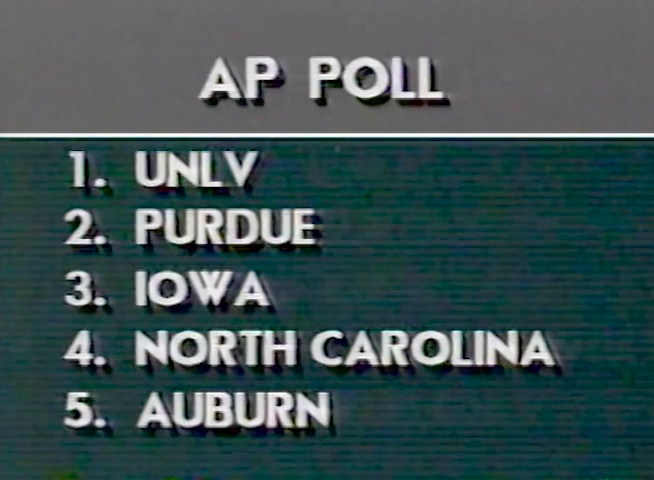 AP POLL
1. UNLV
2. PURDUE
3. IOWA
4. NORTH CAROLINA
5. AUBURN